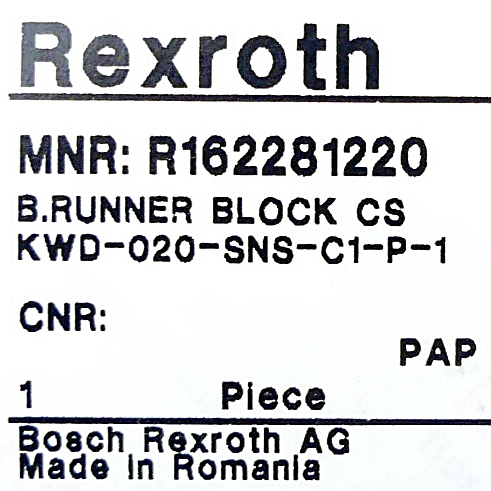 Rexroth
MNR: R162281220
B.RUNNER BLOCK CS
KWD-020-SNS-C1-P-1
CNR:
PAP
1 Piece
Bosch Rexroth AG
Made in Romania